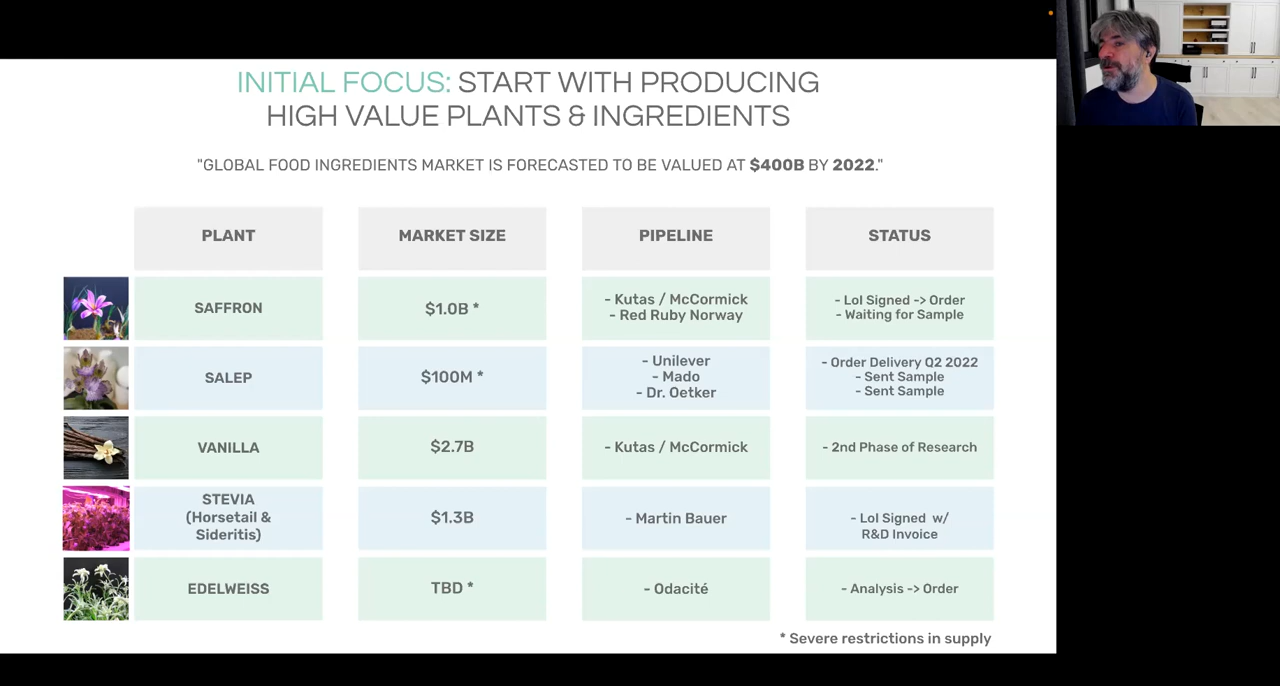 INITIAL FOCUS: START WITH PRODUCING
HIGH VALUE PLANTS & INGREDIENTS
"GLOBAL FOOD INGREDIENTS MARKET IS FORECASTED TO BE VALUED AT $400B BY 2022."
PLANT MARKET SIZE PIPELINE STATUS
SAFFRON
$1.0B *
- Kutas / McCormick
- Red Ruby Norway
- LoI Signed -> Order
- Waiting for Sample
SALEP
$100M *
- Unilever
- Mado
- Dr. Oetker
- Order Delivery Q2 2022
- Sent Sample
- Sent Sample
VANILLA
$2.7B
- Kutas / McCormick
- 2nd Phase of Research
STEVIA
(Horsetail &
Sideritis)
$1.3B
- Martin Bauer
- LoI Signed w/
R&D Invoice
EDELWEISS
TBD *
- Odacité
- Analysis -> Order
* Severe restrictions in supply